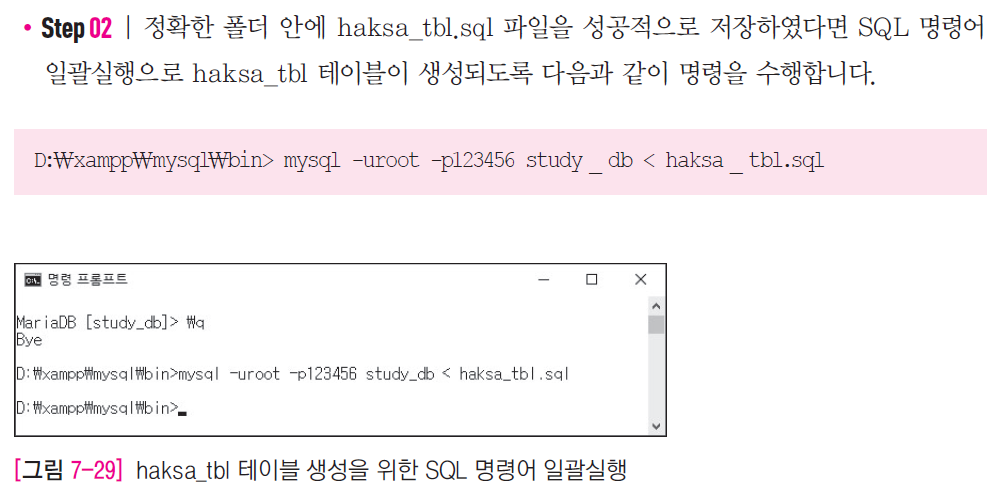 • Step 02 | 정확한 폴더 안에 haksa_tbl.sql 파일을 성공적으로 저장하였다면 SQL 명령어
일괄실행으로 haksa_tbl 테이블이 생성되도록 다음과 같이 명령을 수행합니다.
D:₩xampp₩mysql₩bin> mysql -uroot -p123456 study _ db < haksa _ tbl.sql
명령 프롬프트
MariaDB [study_db]> ₩q
Bye
D:₩xampp₩mysql₩bin>mysql -uroot -p123456 study_db < haksa_tbl.sql
D:₩xampp₩mysql₩bin>
[그림 7-29] haksa_tbl 테이블 생성을 위한 SQL 명령어 일괄실행